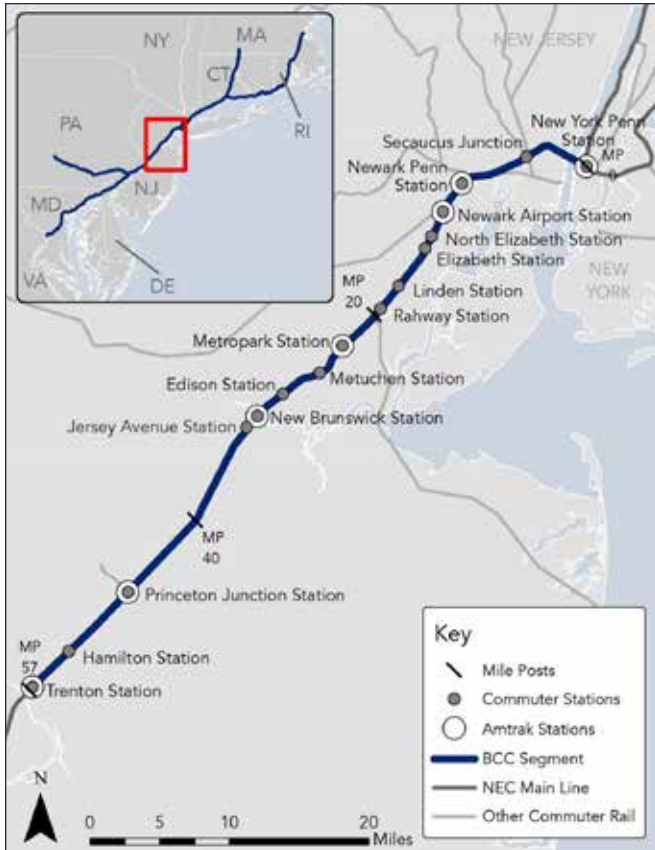 NY
MA
CT
RI
PA
NJ
MD
VA
DE
NEW JERSEY
New York Penn
Station
MP
Secaucus Junction
Newark Penn
Station
Newark Airport Station
North Elizabeth Station
Elizabeth Station
NEW
YORK
MP
20
Linden Station
Rahway Station
Metropark Station
Metuchen Station
Edison Station
New Brunswick Station
Jersey Avenue Station
MP
40
Princeton Junction Station
MP
57
Hamilton Station
Trenton Station
Key
Mile Posts
Commuter Stations
Amtrak Stations
BCC Segment
NEC Main Line
Other Commuter Rail
N
0 5 10 20
Miles